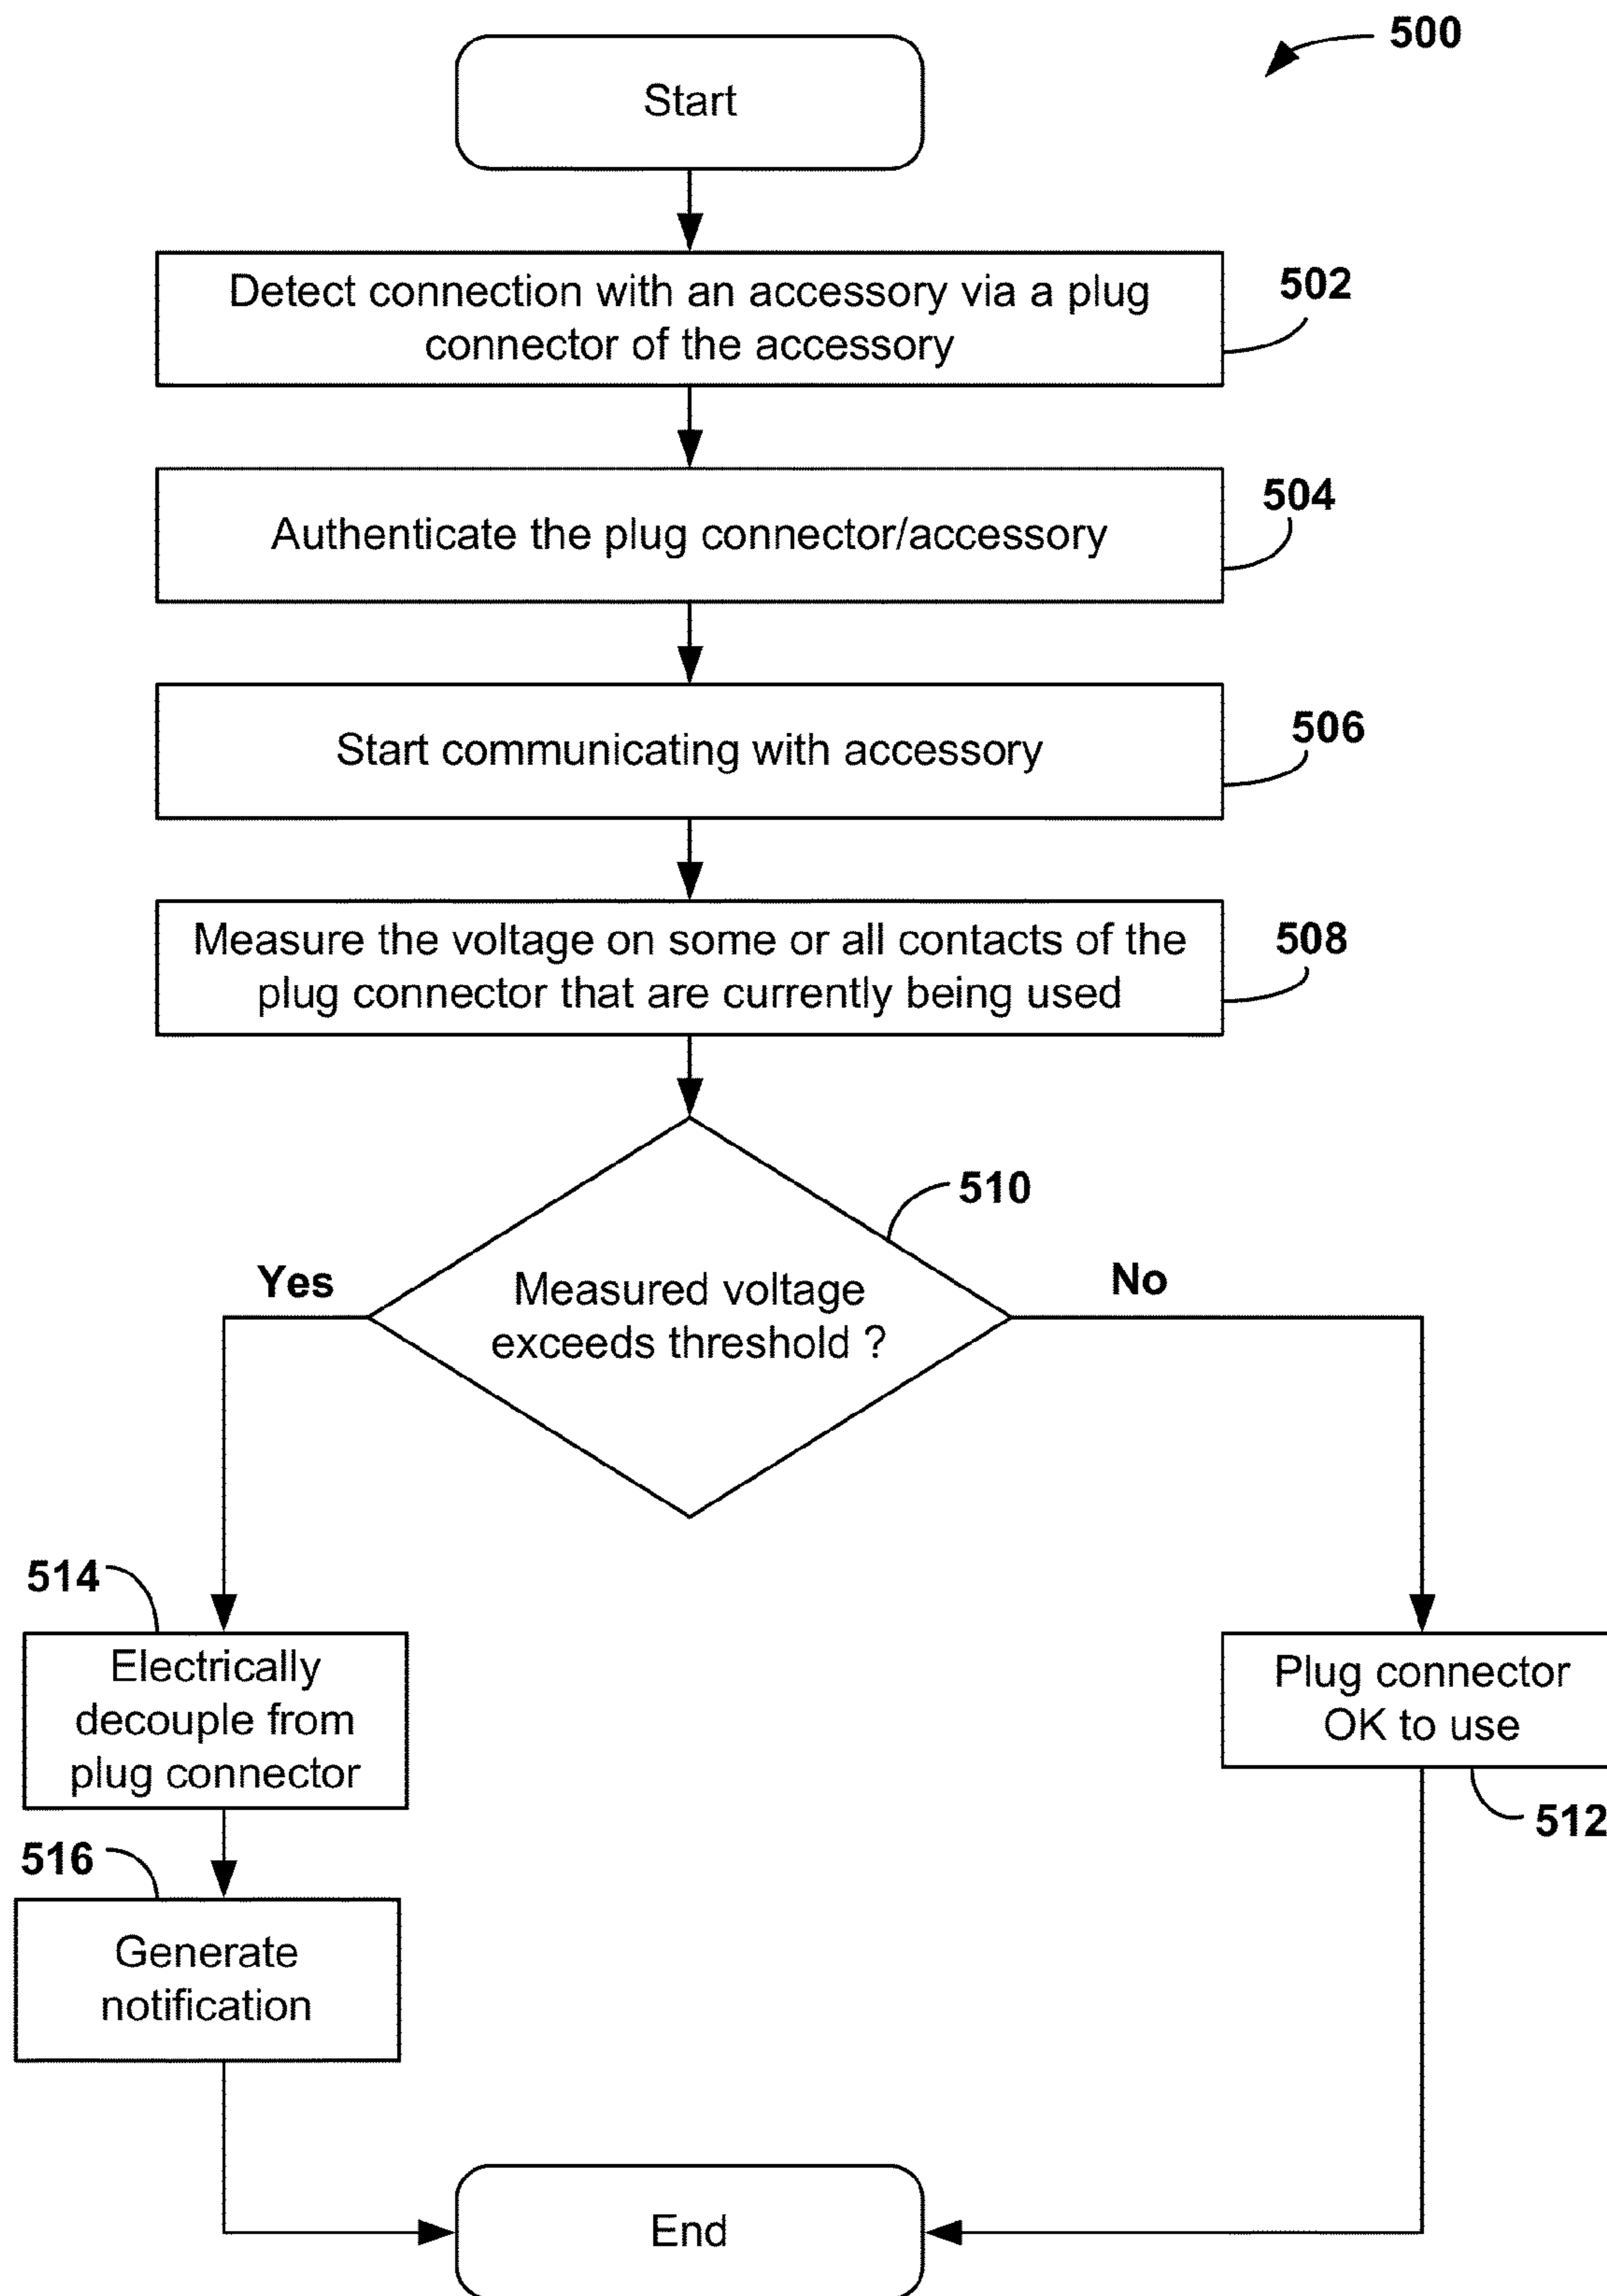 500
Start
Detect connection with an accessory via a plug
connector of the accessory
502
Authenticate the plug connector/accessory
504
Start communicating with accessory
506
Measure the voltage on some or all contacts of the
plug connector that are currently being used
508
510
Measured voltage
exceeds threshold ?
Yes
No
514
Electrically
decouple from
plug connector
Plug connector
OK to use
512
516
Generate
notification
End